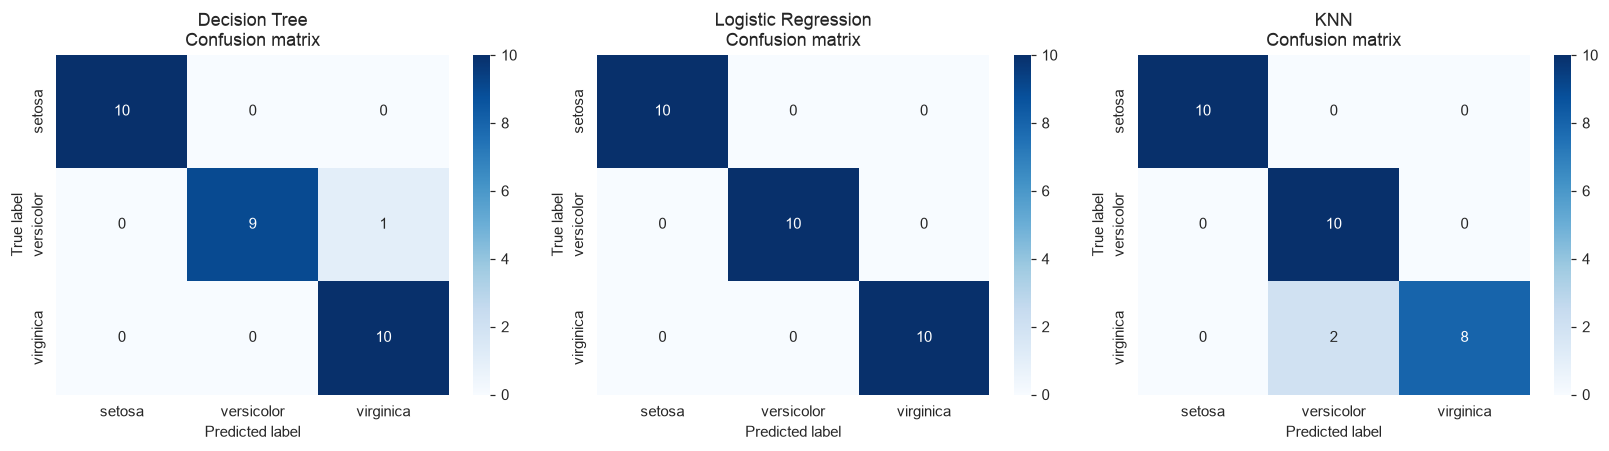 Decision Tree
Confusion matrix
10 0 0
0 9 1
0 0 10
setosa
versicolor
virginica
True label
setosa versicolor virginica
Predicted label
10
8
6
4
2
0
Logistic Regression
Confusion matrix
10 0 0
0 10 0
0 0 10
setosa
versicolor
virginica
True label
setosa versicolor virginica
Predicted label
10
8
6
4
2
0
KNN
Confusion matrix
10 0 0
0 10 0
0 2 8
setosa
versicolor
virginica
True label
setosa versicolor virginica
Predicted label
10
8
6
4
2
0